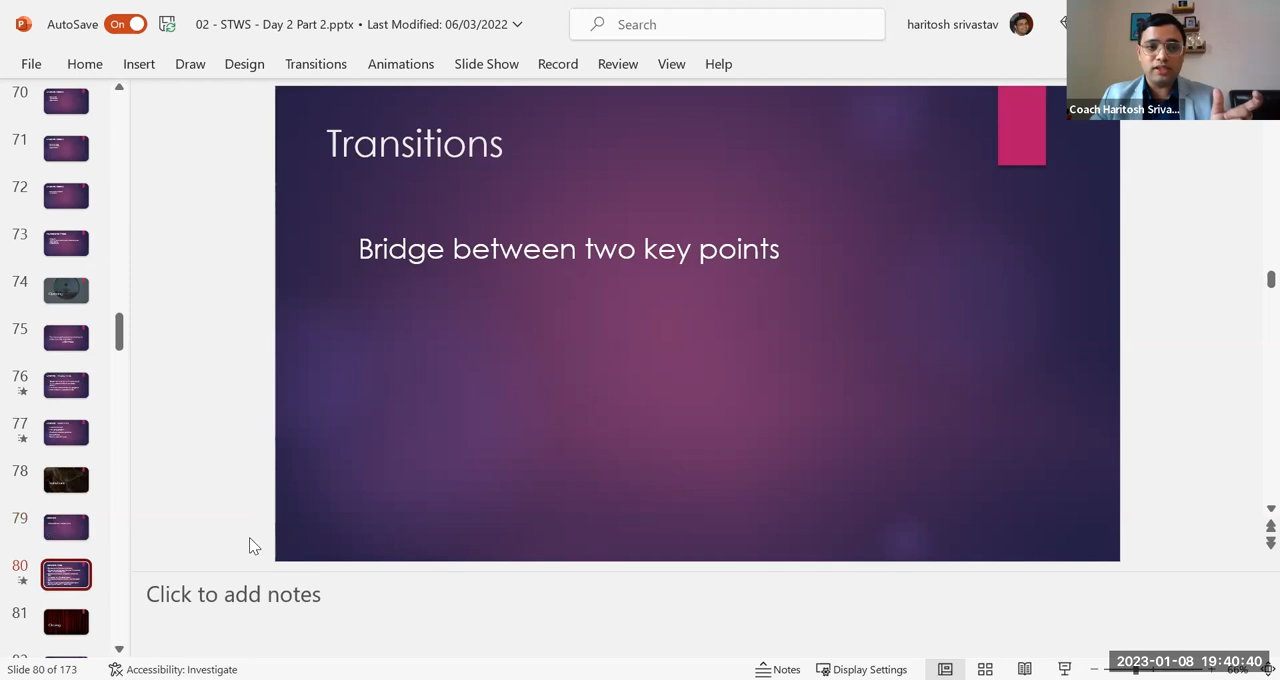 AutoSave On 02 - STWS - Day 2 Part 2.pptx • Last Modified: 06/03/2022 Search haritosh srivastav
File Home Insert Draw Design Transitions Animations Slide Show Record Review View Help
Coach Haritosh Sriva...
70
71
72
73
74
75
76
77
78
79
80
81
Transitions
Bridge between two key points
Click to add notes
Slide 80 of 173 Accessibility: Investigate Notes Display Settings
2023-01-08 19:40:40